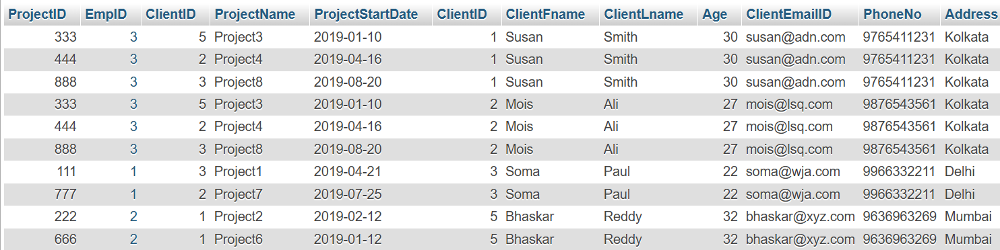 ProjectID EmpID ClientID ProjectName ProjectStartDate ClientID ClientFname ClientLname Age ClientEmailID PhoneNo Address
333 3 5 Project3 2019-01-10 1 Susan Smith 30 susan@adn.com 9765411231 Kolkata
444 3 2 Project4 2019-04-16 1 Susan Smith 30 susan@adn.com 9765411231 Kolkata
888 3 3 Project8 2019-08-20 1 Susan Smith 30 susan@adn.com 9765411231 Kolkata
333 3 5 Project3 2019-01-10 2 Mois Ali 27 mois@lsq.com 9876543561 Kolkata
444 3 2 Project4 2019-04-16 2 Mois Ali 27 mois@lsq.com 9876543561 Kolkata
888 3 3 Project8 2019-08-20 2 Mois Ali 27 mois@lsq.com 9876543561 Kolkata
111 1 3 Project1 2019-04-21 3 Soma Paul 22 soma@wja.com 9966332211 Delhi
777 1 2 Project7 2019-07-25 3 Soma Paul 22 soma@wja.com 9966332211 Delhi
222 2 1 Project2 2019-02-12 5 Bhaskar Reddy 32 bhaskar@xyz.com 9636963269 Mumbai
666 2 1 Project6 2019-01-12 5 Bhaskar Reddy 32 bhaskar@xyz.com 9636963269 Mumbai